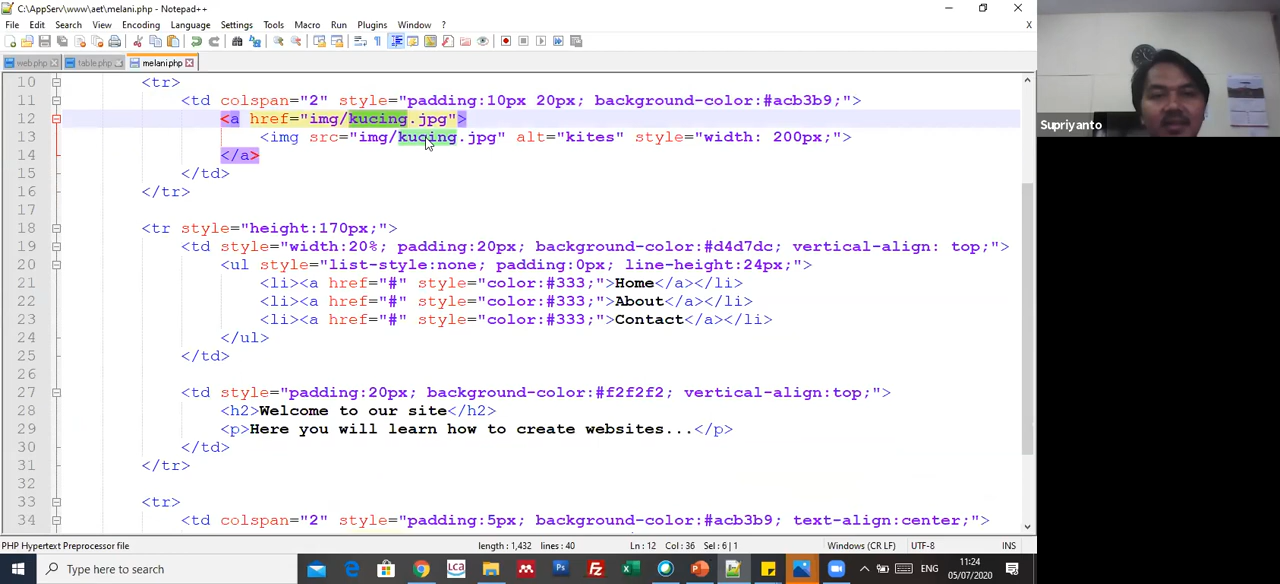 C:\AppServ\www\aet\melani.php - Notepad++
File Edit Search View Encoding Language Settings Tools Macro Run Plugins Window ?
web.php table.php melani.php
10 <tr>
11 <td colspan="2" style="padding:10px 20px; background-color:#acb3b9;">
12 <a href="img/kucing.jpg">
13 <img src="img/kucing.jpg" alt="kites" style="width: 200px;">
14 </a>
15 </td>
16 </tr>
17
18 <tr style="height:170px;">
19 <td style="width:20%; padding:20px; background-color:#d4d7dc; vertical-align: top;">
20 <ul style="list-style:none; padding:0px; line-height:24px;">
21 <li><a href="#" style="color:#333;">Home</a></li>
22 <li><a href="#" style="color:#333;">About</a></li>
23 <li><a href="#" style="color:#333;">Contact</a></li>
24 </ul>
25 </td>
26
27 <td style="padding:20px; background-color:#f2f2f2; vertical-align:top;">
28 <h2>Welcome to our site</h2>
29 <p>Here you will learn how to create websites...</p>
30 </td>
31 </tr>
32
33 <tr>
34 <td colspan="2" style="padding:5px; background-color:#acb3b9; text-align:center;">
PHP Hypertext Preprocessor file length : 1,432 lines : 40 Ln : 12 Col : 36 Sel : 6 | 1 Windows (CR LF) UTF-8 INS
Type here to search
LCA
ENG
11:24
05/07/2020
Supriyanto